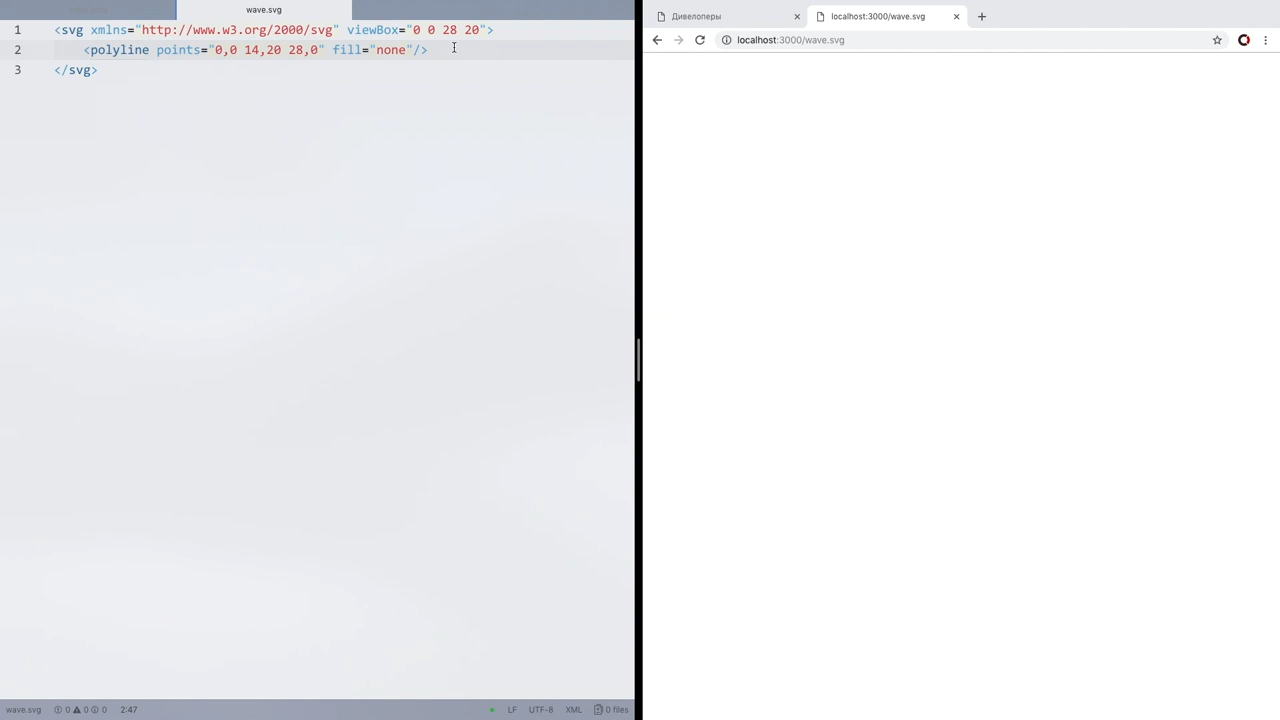 wave.svg
1 <svg xmlns="http://www.w3.org/2000/svg" viewBox="0 0 28 20">
2 <polyline points="0,0 14,20 28,0" fill="none"/>
3 </svg>
wave.svg 0 0 0 2:47 LF UTF-8 XML 0 files
Дивелоперы
localhost:3000/wave.svg
localhost:3000/wave.svg